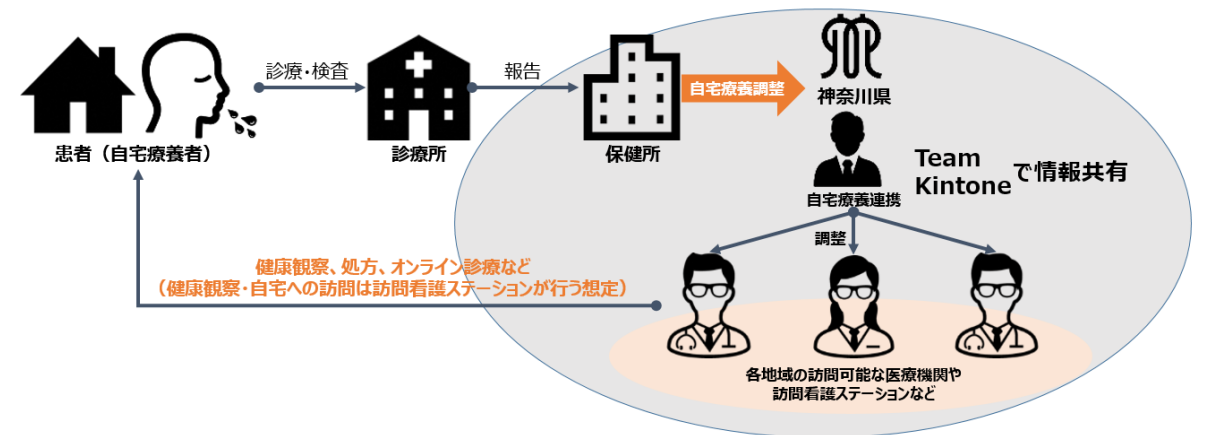 診療・検査
報告
自宅療養調整
神奈川県
患者（自宅療養者）
診療所
保健所
Team
Kintone
で情報共有
自宅療養連携
調整
健康観察、処方、オンライン診療など
（健康観察・自宅への訪問は訪問看護ステーションが行う想定）
各地域の訪問可能な医療機関や
訪問看護ステーションなど